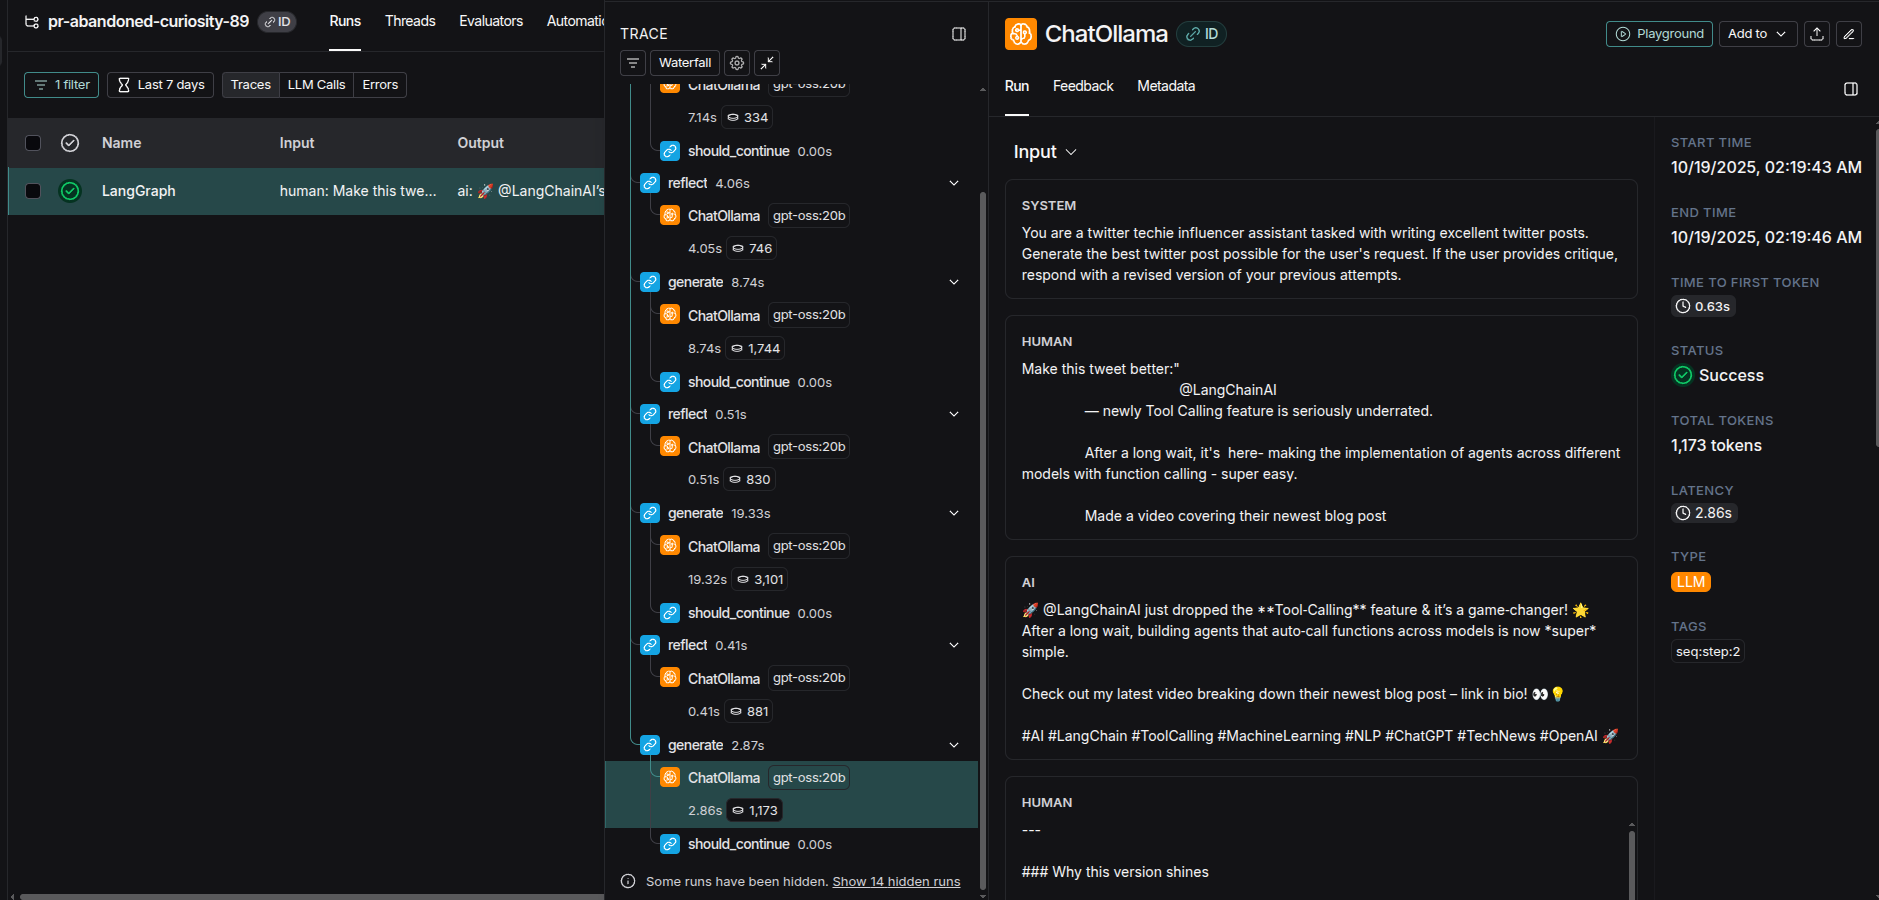 pr-abandoned-curiosity-89 ID
Runs Threads Evaluators Automatic
1 filter Last 7 days Traces LLM Calls Errors
Name Input Output
LangGraph human: Make this twe... ai: 🚀 @LangChainAI's
TRACE
Waterfall
ChatOllama gpt-oss:20b
7.14s 334
should_continue 0.00s
reflect 4.06s
ChatOllama gpt-oss:20b
4.05s 746
generate 8.74s
ChatOllama gpt-oss:20b
8.74s 1,744
should_continue 0.00s
reflect 0.51s
ChatOllama gpt-oss:20b
0.51s 830
generate 19.33s
ChatOllama gpt-oss:20b
19.32s 3,101
should_continue 0.00s
reflect 0.41s
ChatOllama gpt-oss:20b
0.41s 881
generate 2.87s
ChatOllama gpt-oss:20b
2.86s 1,173
should_continue 0.00s
Some runs have been hidden. Show 14 hidden runs
ChatOllama ID
Playground Add to
Run Feedback Metadata
Input
SYSTEM
You are a twitter techie influencer assistant tasked with writing excellent twitter posts.
Generate the best twitter post possible for the user's request. If the user provides critique,
respond with a revised version of your previous attempts.
HUMAN
Make this tweet better:"
@LangChainAI
— newly Tool Calling feature is seriously underrated.
After a long wait, it's here- making the implementation of agents across different
models with function calling - super easy.
Made a video covering their newest blog post
AI
🚀 @LangChainAI just dropped the **Tool-Calling** feature & it's a game-changer! 🌟
After a long wait, building agents that auto-call functions across models is now *super*
simple.
Check out my latest video breaking down their newest blog post – link in bio! 👀💡
#AI #LangChain #ToolCalling #MachineLearning #NLP #ChatGPT #TechNews #OpenAI 🚀
HUMAN
---
### Why this version shines
START TIME
10/19/2025, 02:19:43 AM
END TIME
10/19/2025, 02:19:46 AM
TIME TO FIRST TOKEN
0.63s
STATUS
Success
TOTAL TOKENS
1,173 tokens
LATENCY
2.86s
TYPE
LLM
TAGS
seq:step:2